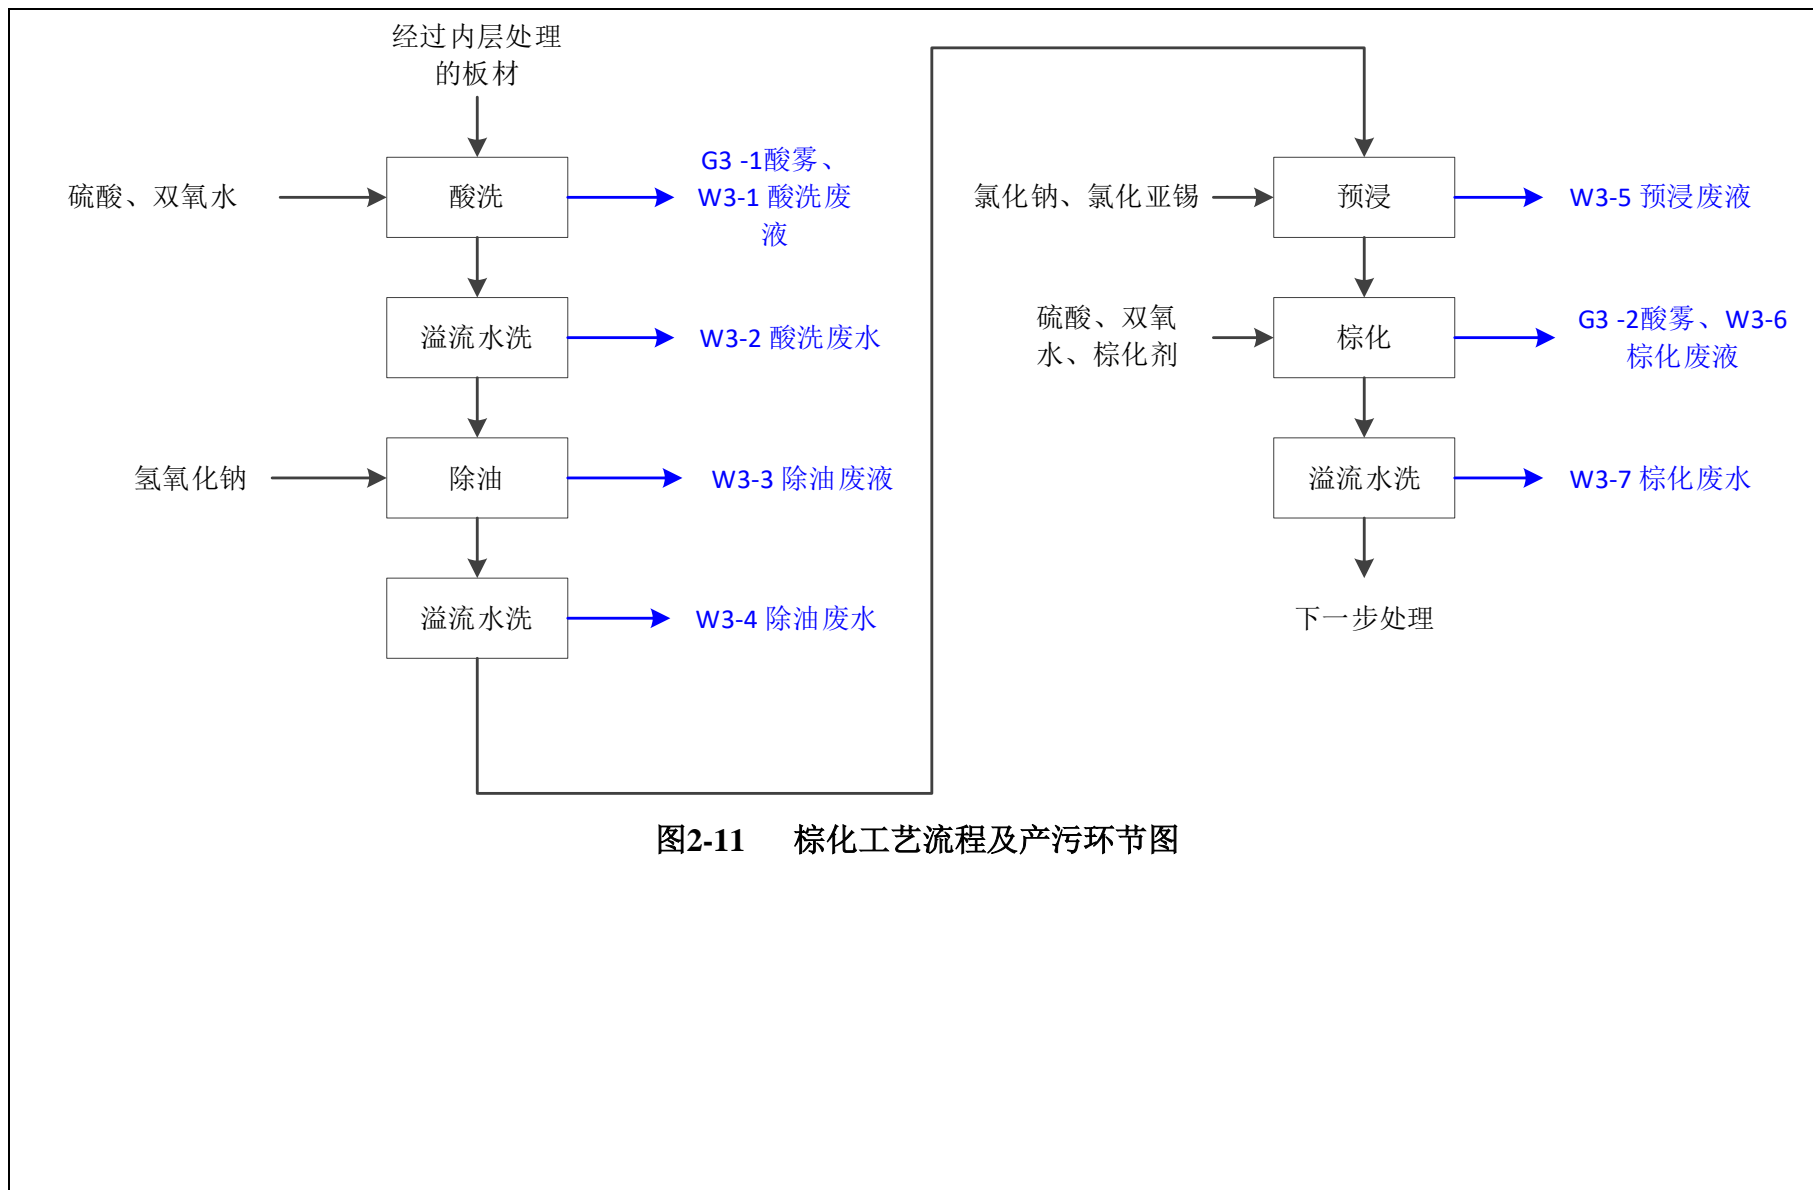 经过内层处理
的板材
硫酸、双氧水
酸洗
G3 -1酸雾、
W3-1 酸洗废
液
溢流水洗
W3-2 酸洗废水
氢氧化钠
除油
W3-3 除油废液
溢流水洗
W3-4 除油废水
氯化钠、氯化亚锡
预浸
W3-5 预浸废液
硫酸、双氧
水、棕化剂
棕化
G3 -2酸雾、W3-6
棕化废液
溢流水洗
W3-7 棕化废水
下一步处理
图2-11 棕化工艺流程及产污环节图